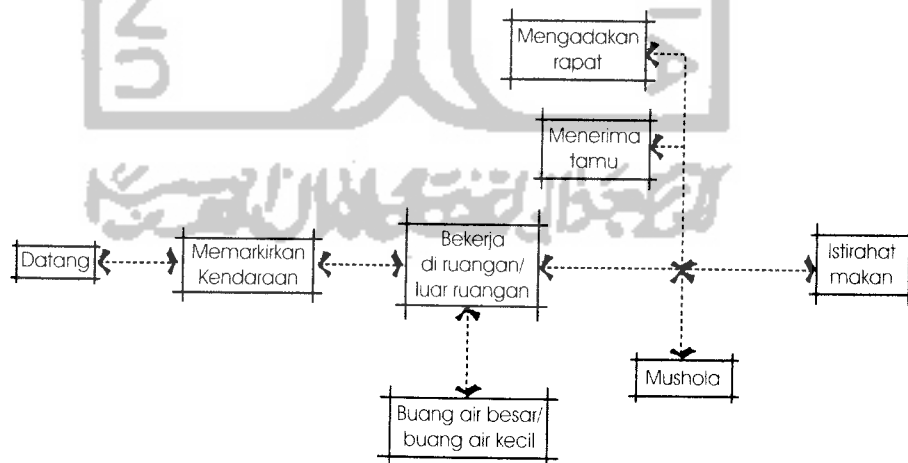 Mengadakan
rapat
Menerima
tamu
Datang
Memarkirkan
Kendaraan
Bekerja
di ruangan/
luar ruangan
Istirahat
makan
Mushola
Buang air besar/
buang air kecil